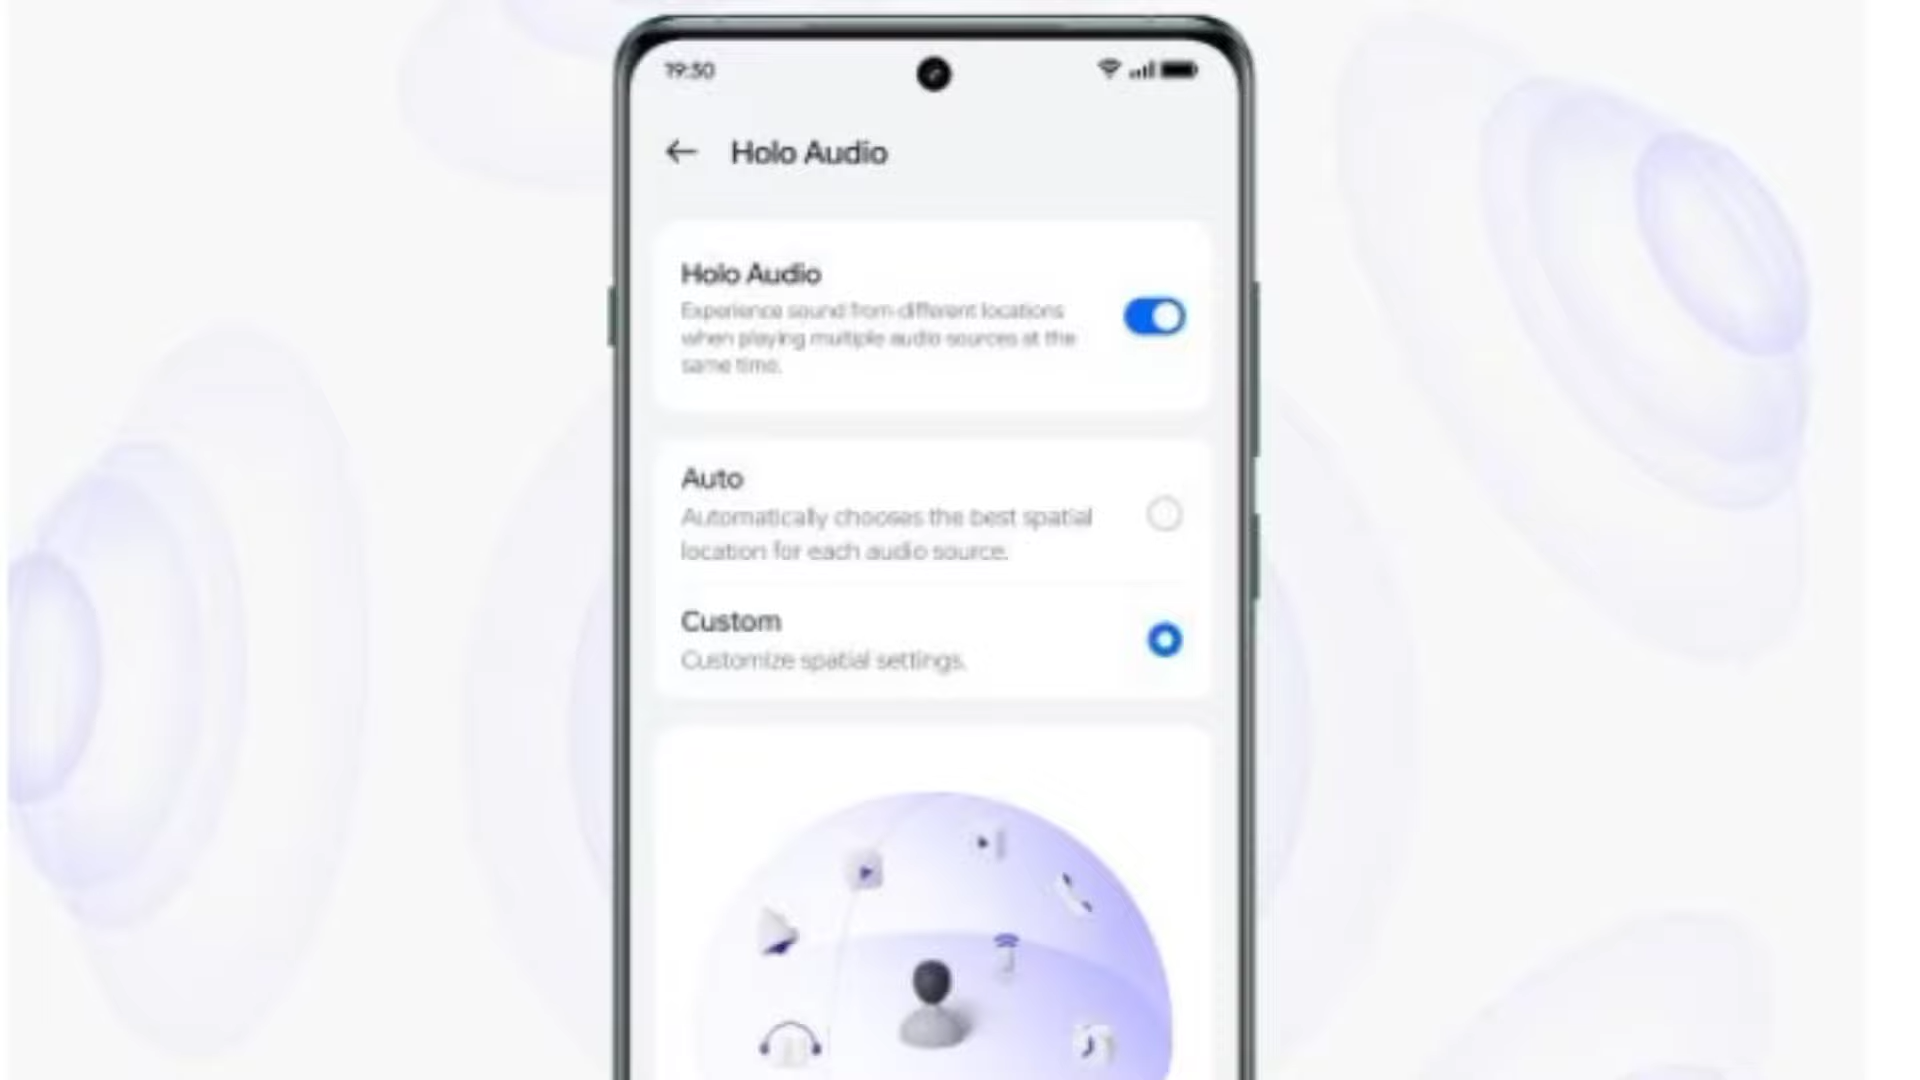 19:50
Holo Audio
Holo Audio
Experience sound from different locations
when playing multiple audio sources at the
same time.
Auto
Automatically chooses the best spatial
location for each audio source.
Custom
Customize spatial settings.